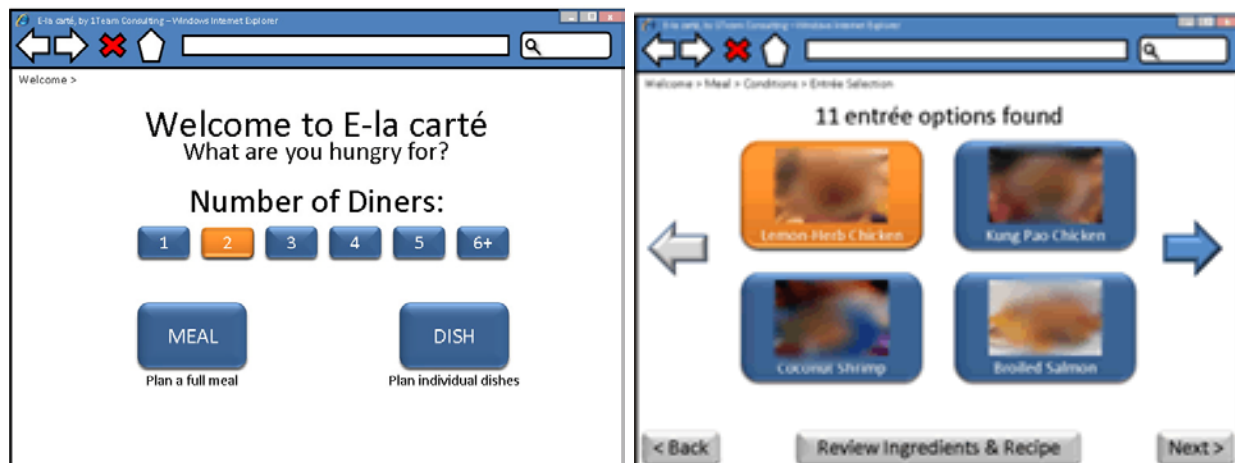 E-la carté, by 1Team Consulting – Windows Internet Explorer
Welcome >
Welcome to E-la carté
What are you hungry for?
Number of Diners:
1 2 3 4 5 6+
MEAL DISH
Plan a full meal Plan individual dishes
E-la carté, by 1Team Consulting – Windows Internet Explorer
Welcome > Meal > Conditions > Entrée Selection
11 entrée options found
Lemon-Herb Chicken Kung Pao Chicken
Coconut Shrimp Broiled Salmon
< Back Review Ingredients & Recipe Next >